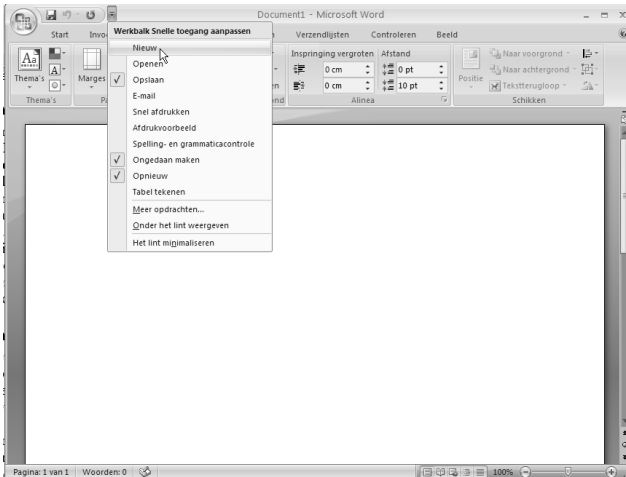 Document1 - Microsoft Word
Start
Verzendlijsten
Controleren
Beeld
Werkbalk Snelle toegang aanpassen
Nieuw
Openen
Opslaan
E-mail
Snel afdrukken
Afdrukvoorbeeld
Spelling- en grammaticacontrole
Ongedaan maken
Opnieuw
Tabel tekenen
Meer opdrachten...
Onder het lint weergeven
Het lint minimaliseren
Aa
Thema's
Thema's
Marges
Inspringing vergroten
0 cm
0 cm
Afstand
0 pt
10 pt
Alinea
Positie
Naar voorgrond
Naar achtergrond
Tekstterugloop
Schikken
Pagina: 1 van 1
Woorden: 0
100%